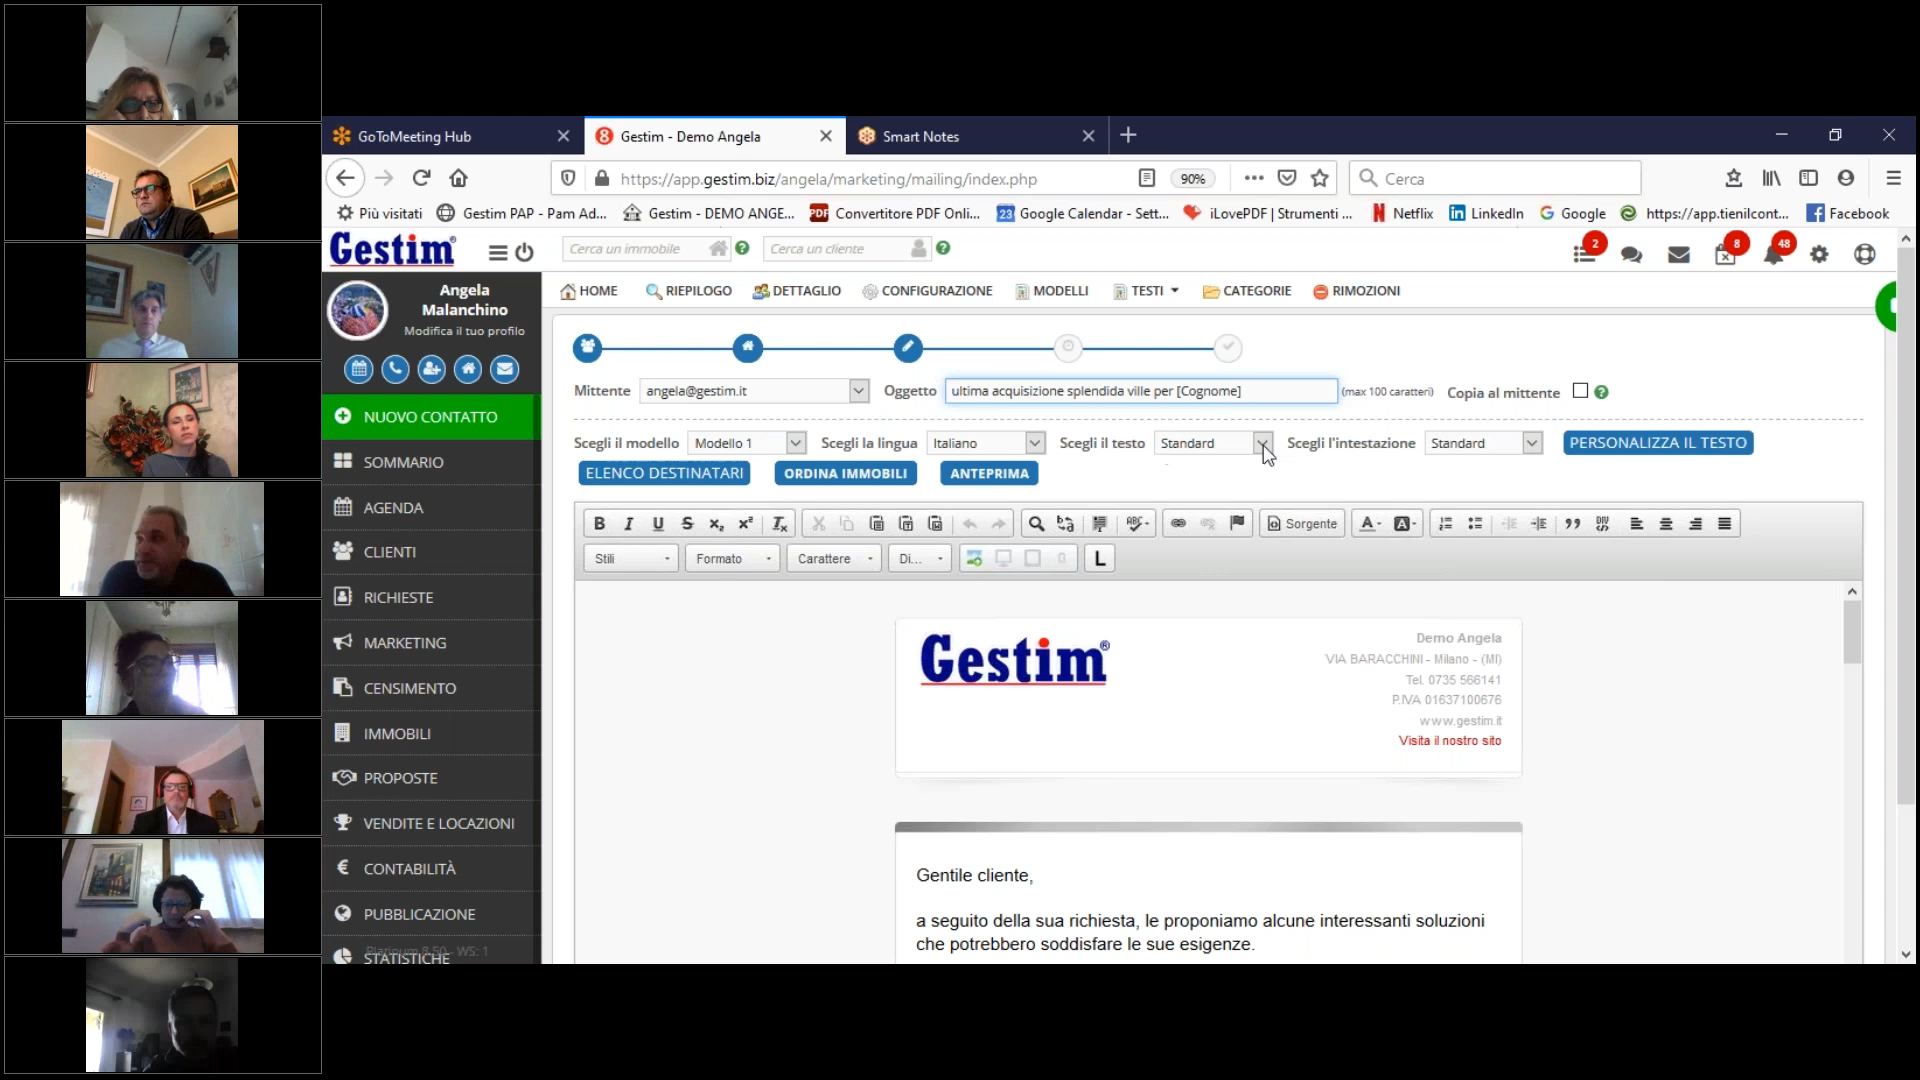 GoToMeeting Hub
Gestim - Demo Angela
Smart Notes
https://app.gestim.biz/angela/marketing/mailing/index.php
90%
Cerca
Più visitati
Gestim PAP - Pam Ad...
Gestim - DEMO ANGE...
PDF
Convertitore PDF Onli...
23
Google Calendar - Sett...
iLovePDF | Strumenti ...
Netflix
LinkedIn
Google
https://app.tienilcont...
Facebook
Gestim®
Cerca un immobile
Cerca un cliente
2
8
48
Angela
Malanchino
Modifica il tuo profilo
HOME
RIEPILOGO
DETTAGLIO
CONFIGURAZIONE
MODELLI
TESTI
CATEGORIE
RIMOZIONI
NUOVO CONTATTO
SOMMARIO
AGENDA
CLIENTI
RICHIESTE
MARKETING
CENSIMENTO
IMMOBILI
PROPOSTE
VENDITE E LOCAZIONI
CONTABILITÀ
PUBBLICAZIONE
STATISTICHE
Platinum 8.50 - WS: 1
Mittente
angela@gestim.it
Oggetto
ultima acquisizione splendida ville per [Cognome]
(max 100 caratteri)
Copia al mittente
Scegli il modello
Modello 1
Scegli la lingua
Italiano
Scegli il testo
Standard
Scegli l'intestazione
Standard
PERSONALIZZA IL TESTO
ELENCO DESTINATARI
ORDINA IMMOBILI
ANTEPRIMA
Sorgente
Stili
Formato
Carattere
Di...
L
Gestim®
Demo Angela
VIA BARACCHINI - Milano - (MI)
Tel. 0735 566141
P.IVA 01637100676
www.gestim.it
Visita il nostro sito
Gentile cliente,
a seguito della sua richiesta, le proponiamo alcune interessanti soluzioni
che potrebbero soddisfare le sue esigenze.